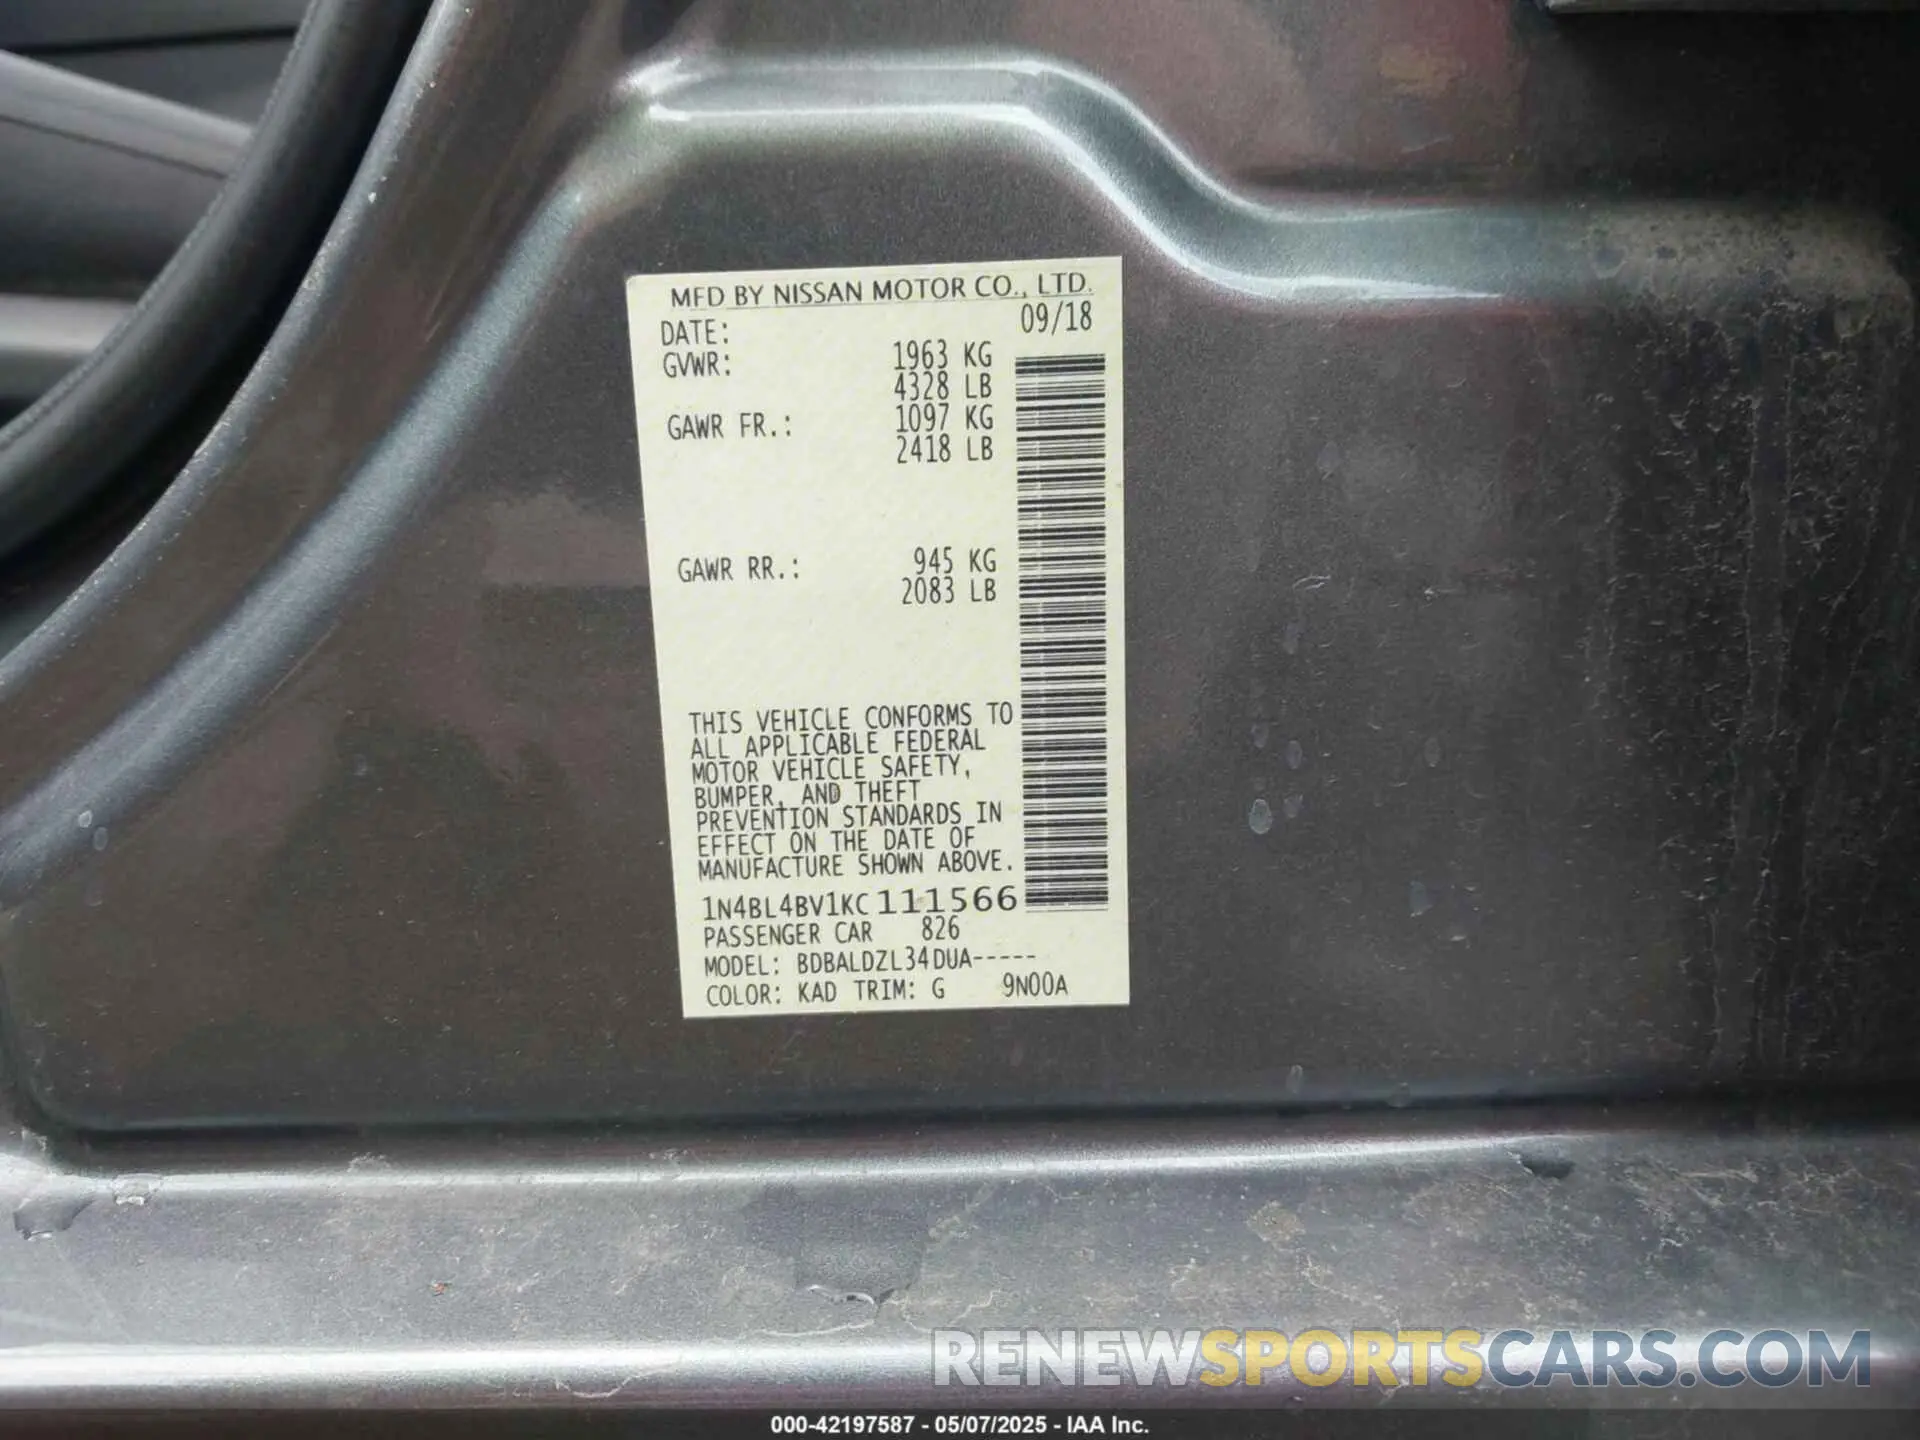 MFD BY NISSAN MOTOR CO., LTD.
DATE: 09/18
GVWR: 1963 KG
4328 LB
GAWR FR.: 1097 KG
2418 LB
GAWR RR.: 945 KG
2083 LB
THIS VEHICLE CONFORMS TO
ALL APPLICABLE FEDERAL
MOTOR VEHICLE SAFETY,
BUMPER, AND THEFT
PREVENTION STANDARDS IN
EFFECT ON THE DATE OF
MANUFACTURE SHOWN ABOVE.
1N4BL4BV1KC111566
PASSENGER CAR 826
MODEL: BDBALDZL34DUA-----
COLOR: KAD TRIM: G 9N00A
RENEWSPORTSCARS.COM
000-42197587 - 05/07/2025 - IAA Inc.